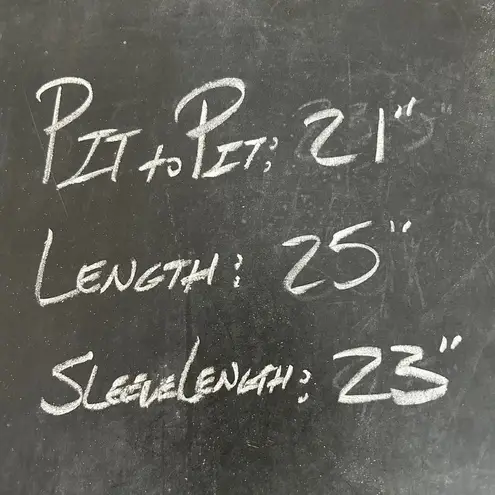 Pit to Pit: 21"
Length: 25"
SleeveLength: 23"